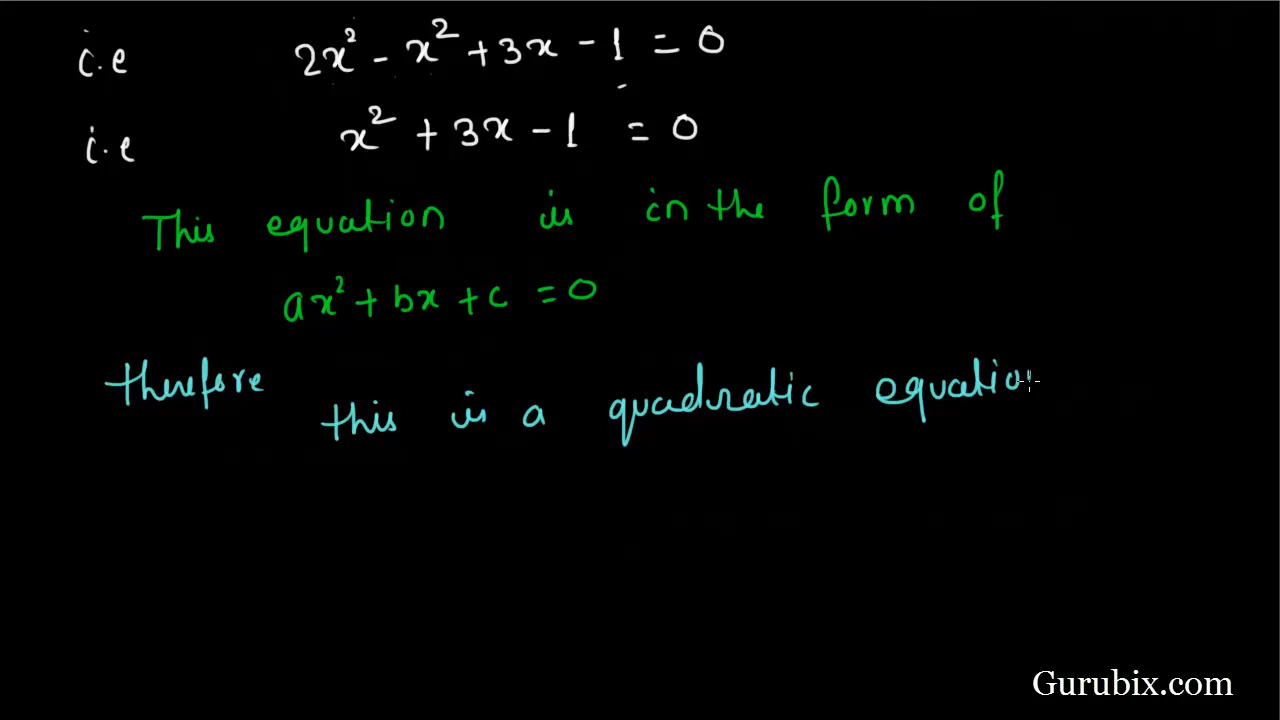 i.e 2x² - x² + 3x - 1 = 0
i.e x² + 3x - 1 = 0
This equation is in the form of
ax² + bx + c = 0
therefore this is a quadratic equation
Gurubix.com